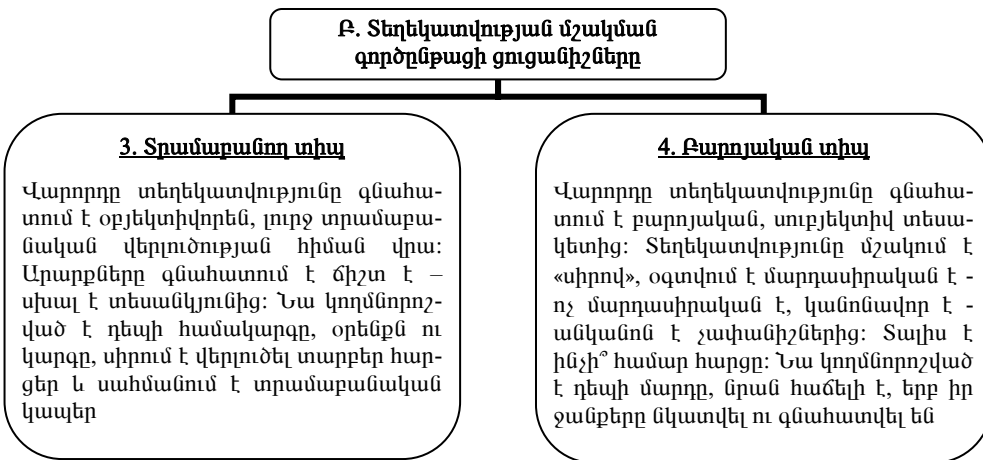 Բ. Տեղեկատվության մշակման
գործընթացի ցուցանիշները
3. Տրամաբանող տիպ
Վարորդը տեղեկատվությունը գնահա-
տում է օբյեկտիվորեն, լուրջ տրամաբա-
նական վերլուծության հիման վրա:
Արարքները գնահատում է ճիշտ է –
սխալ է տեսանկյունից: Նա կողմնորոշ-
ված է դեպի համակարգը, օրենքն ու
կարգը, սիրում է վերլուծել տարբեր հար-
ցեր և սահմանում է տրամաբանական
կապեր
4. Բարոյական տիպ
Վարորդը տեղեկատվությունը գնահա-
տում է բարոյական, սուբյեկտիվ տեսա-
կետից: Տեղեկատվությունը մշակում է
«սիրով», օգտվում է մարդասիրական է -
ոչ մարդասիրական է, կանոնավոր է -
անկանոն է չափանիշներից: Տալիս է
ինչի՞ համար հարցը: Նա կողմնորոշված
է դեպի մարդը, նրան հաճելի է, երբ իր
ջանքերը նկատվել ու գնահատվել են